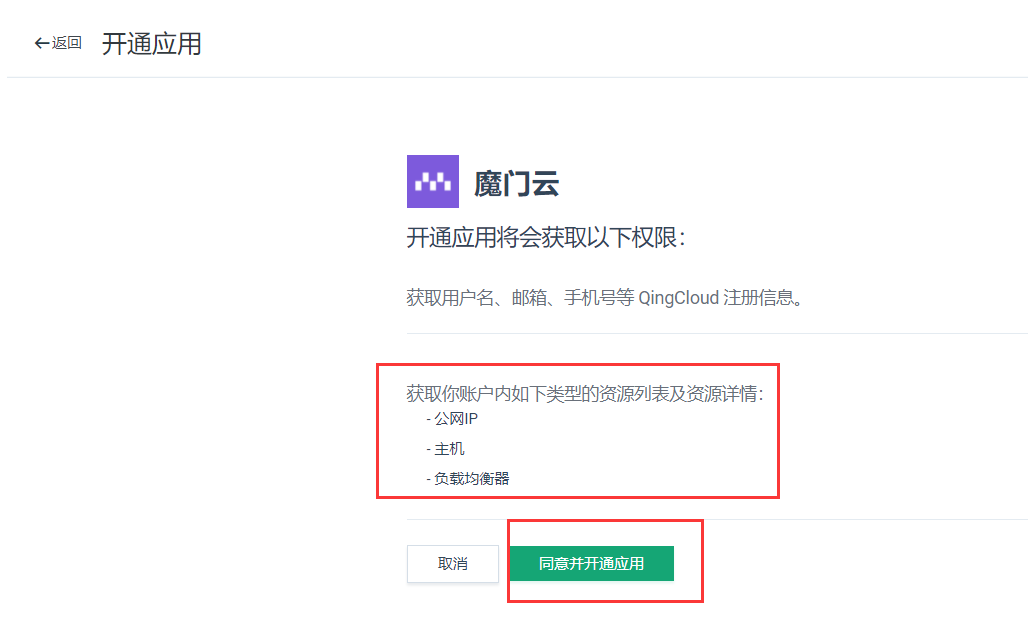 ←返回 开通应用
魔门云
开通应用将会获取以下权限：
获取用户名、邮箱、手机号等 QingCloud 注册信息。
获取你账户内如下类型的资源列表及资源详情：
- 公网IP
- 主机
- 负载均衡器
取消 同意并开通应用